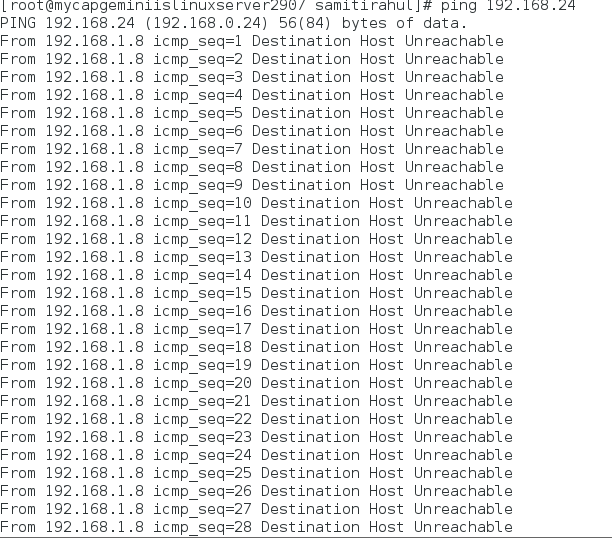 [root@mycapgeminiislinuxserver2907 samitirahul]# ping 192.168.24
PING 192.168.24 (192.168.0.24) 56(84) bytes of data.
From 192.168.1.8 icmp_seq=1 Destination Host Unreachable
From 192.168.1.8 icmp_seq=2 Destination Host Unreachable
From 192.168.1.8 icmp_seq=3 Destination Host Unreachable
From 192.168.1.8 icmp_seq=4 Destination Host Unreachable
From 192.168.1.8 icmp_seq=5 Destination Host Unreachable
From 192.168.1.8 icmp_seq=6 Destination Host Unreachable
From 192.168.1.8 icmp_seq=7 Destination Host Unreachable
From 192.168.1.8 icmp_seq=8 Destination Host Unreachable
From 192.168.1.8 icmp_seq=9 Destination Host Unreachable
From 192.168.1.8 icmp_seq=10 Destination Host Unreachable
From 192.168.1.8 icmp_seq=11 Destination Host Unreachable
From 192.168.1.8 icmp_seq=12 Destination Host Unreachable
From 192.168.1.8 icmp_seq=13 Destination Host Unreachable
From 192.168.1.8 icmp_seq=14 Destination Host Unreachable
From 192.168.1.8 icmp_seq=15 Destination Host Unreachable
From 192.168.1.8 icmp_seq=16 Destination Host Unreachable
From 192.168.1.8 icmp_seq=17 Destination Host Unreachable
From 192.168.1.8 icmp_seq=18 Destination Host Unreachable
From 192.168.1.8 icmp_seq=19 Destination Host Unreachable
From 192.168.1.8 icmp_seq=20 Destination Host Unreachable
From 192.168.1.8 icmp_seq=21 Destination Host Unreachable
From 192.168.1.8 icmp_seq=22 Destination Host Unreachable
From 192.168.1.8 icmp_seq=23 Destination Host Unreachable
From 192.168.1.8 icmp_seq=24 Destination Host Unreachable
From 192.168.1.8 icmp_seq=25 Destination Host Unreachable
From 192.168.1.8 icmp_seq=26 Destination Host Unreachable
From 192.168.1.8 icmp_seq=27 Destination Host Unreachable
From 192.168.1.8 icmp_seq=28 Destination Host Unreachable